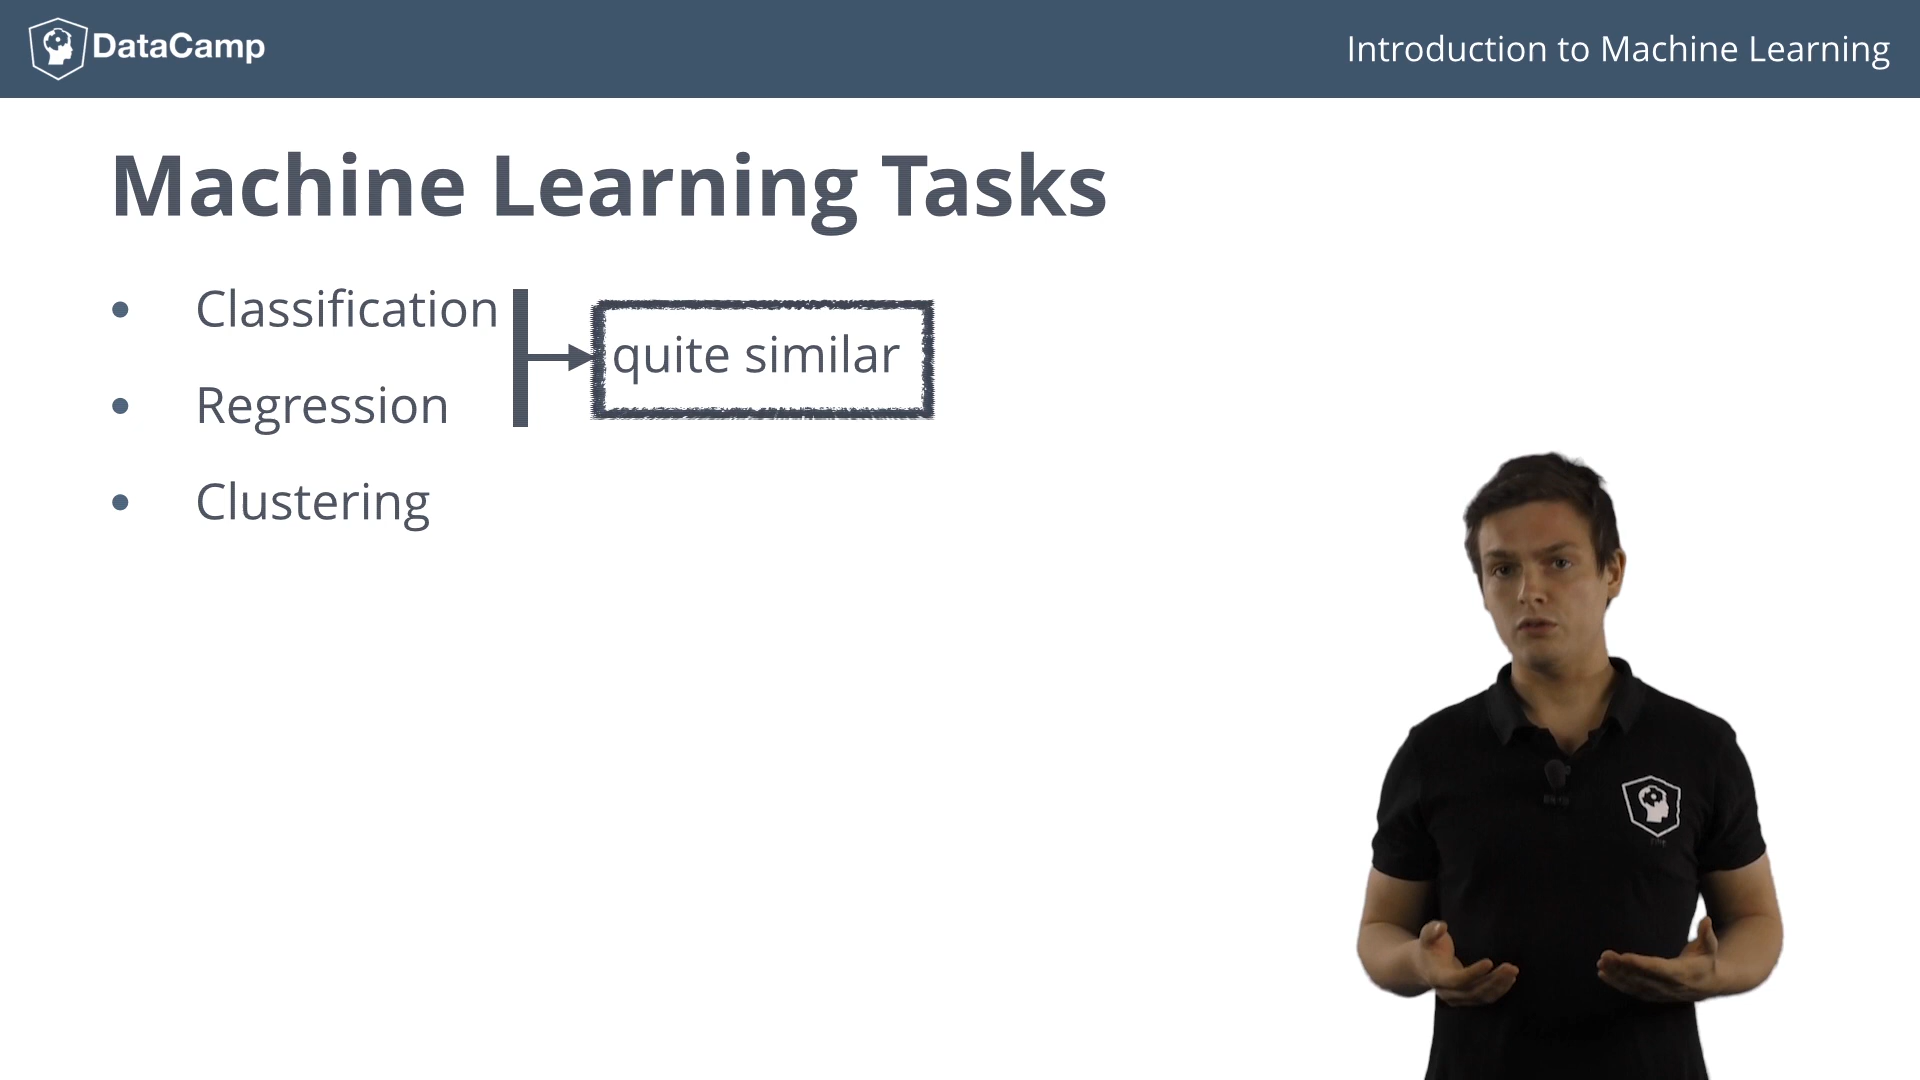 DataCamp
Introduction to Machine Learning
Machine Learning Tasks
• Classification
• Regression
quite similar
• Clustering